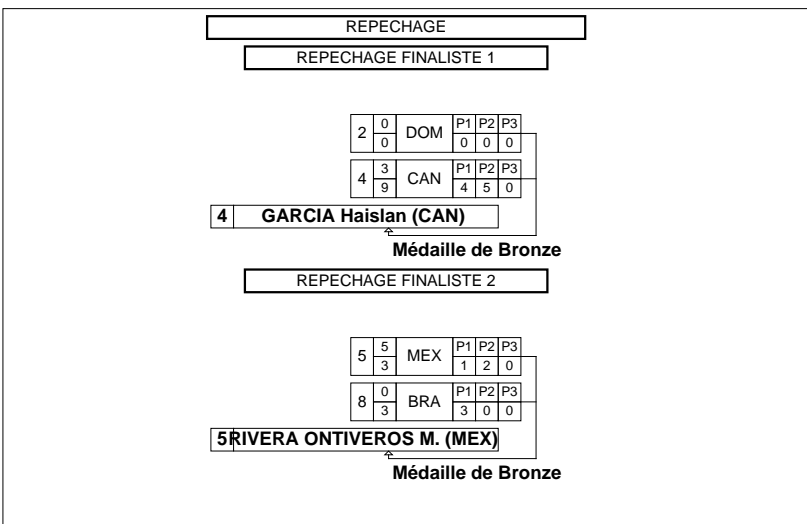 REPECHAGE
REPECHAGE FINALISTE 1
2 0 DOM P1 P2 P3
0 0 0 0
4 3 CAN P1 P2 P3
9 4 5 0
4 GARCIA Haislan (CAN)
Médaille de Bronze
REPECHAGE FINALISTE 2
5 5 MEX P1 P2 P3
3 1 2 0
8 0 BRA P1 P2 P3
3 3 0 0
5 RIVERA ONTIVEROS M. (MEX)
Médaille de Bronze